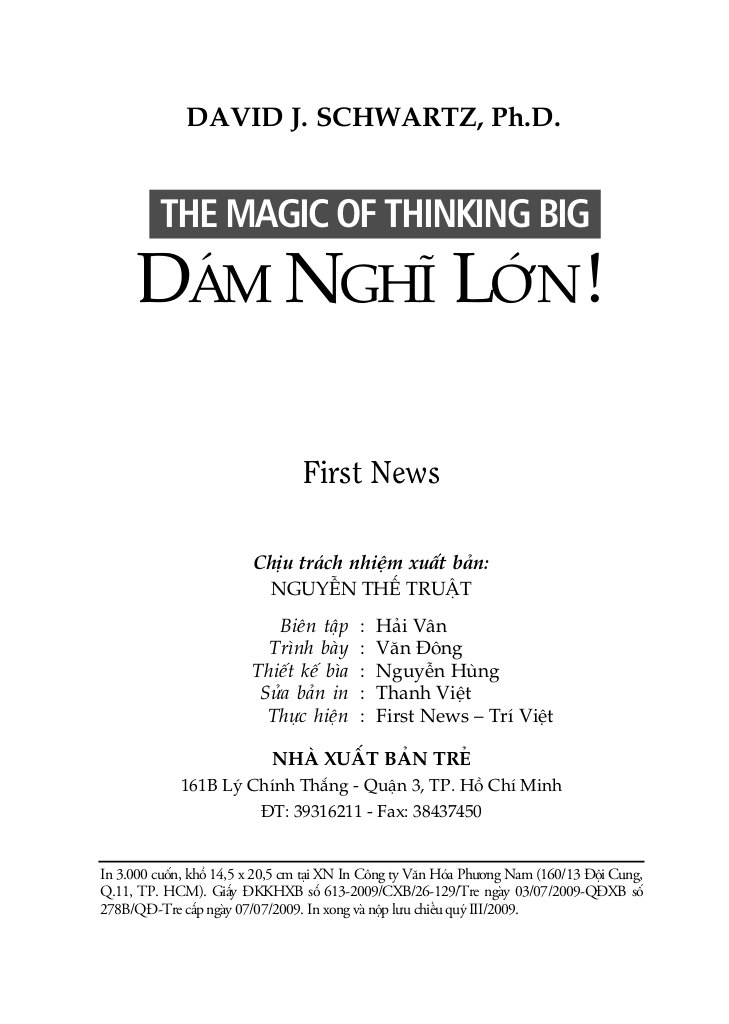 DAVID J. SCHWARTZ, Ph.D.
THE MAGIC OF THINKING BIG
DÁM NGHĨ LỚN!
First News
Chịu trách nhiệm xuất bản:
NGUYỄN THẾ TRUẬT
Biên tập : Hải Vân
Trình bày : Văn Đông
Thiết kế bìa : Nguyễn Hùng
Sửa bản in : Thanh Việt
Thực hiện : First News – Trí Việt
NHÀ XUẤT BẢN TRẺ
161B Lý Chính Thắng - Quận 3, TP. Hồ Chí Minh
ĐT: 39316211 - Fax: 38437450
In 3.000 cuốn, khổ 14,5 x 20,5 cm tại XN In Công ty Văn Hóa Phương Nam (160/13 Đội Cung,
Q.11, TP. HCM). Giấy ĐKKHXB số 613-2009/CXB/26-129/Tre ngày 03/07/2009-QĐXB số
278B/QĐ-Tre cấp ngày 07/07/2009. In xong và nộp lưu chiểu quý III/2009.